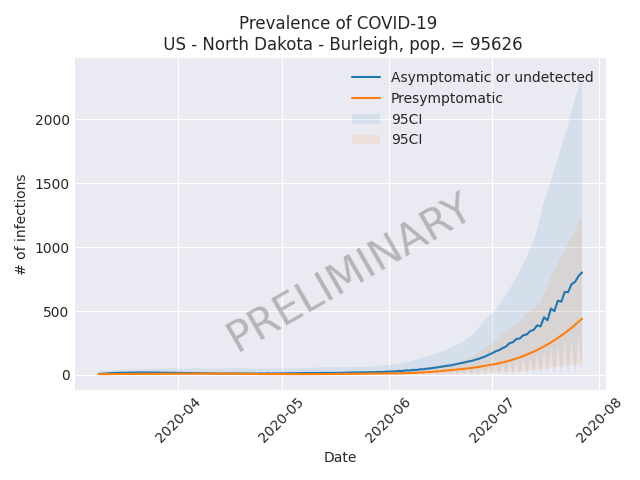 Prevalence of COVID-19
US - North Dakota - Burleigh, pop. = 95626
Asymptomatic or undetected
Presymptomatic
95CI
95CI
# of infections
2000
1500
1000
500
0
PRELIMINARY
2020-04
2020-05
2020-06
2020-07
2020-08
Date